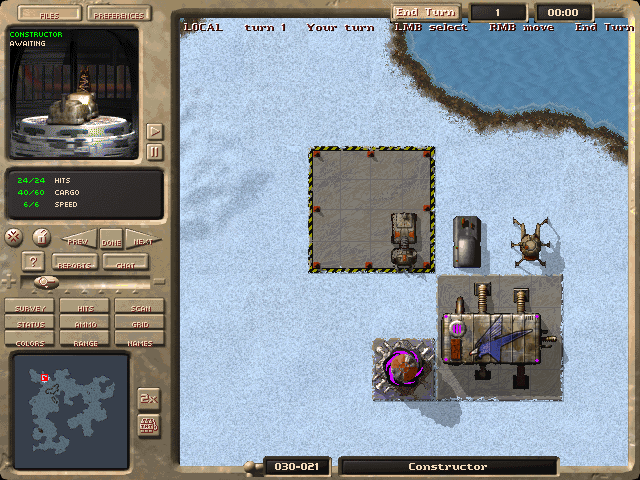 FILES PREFERENCES End Turn 1 00:00
LOCAL turn 1 Your turn LMB select RMB move End Turn
CONSTRUCTOR
AWAITING
24/24 HITS
40/60 CARGO
6/6 SPEED
PREV DONE NEXT
? REPORTS CHAT
SURVEY HITS SCAN
STATUS AMMO GRID
COLORS RANGE NAMES
2x
030-021 Constructor